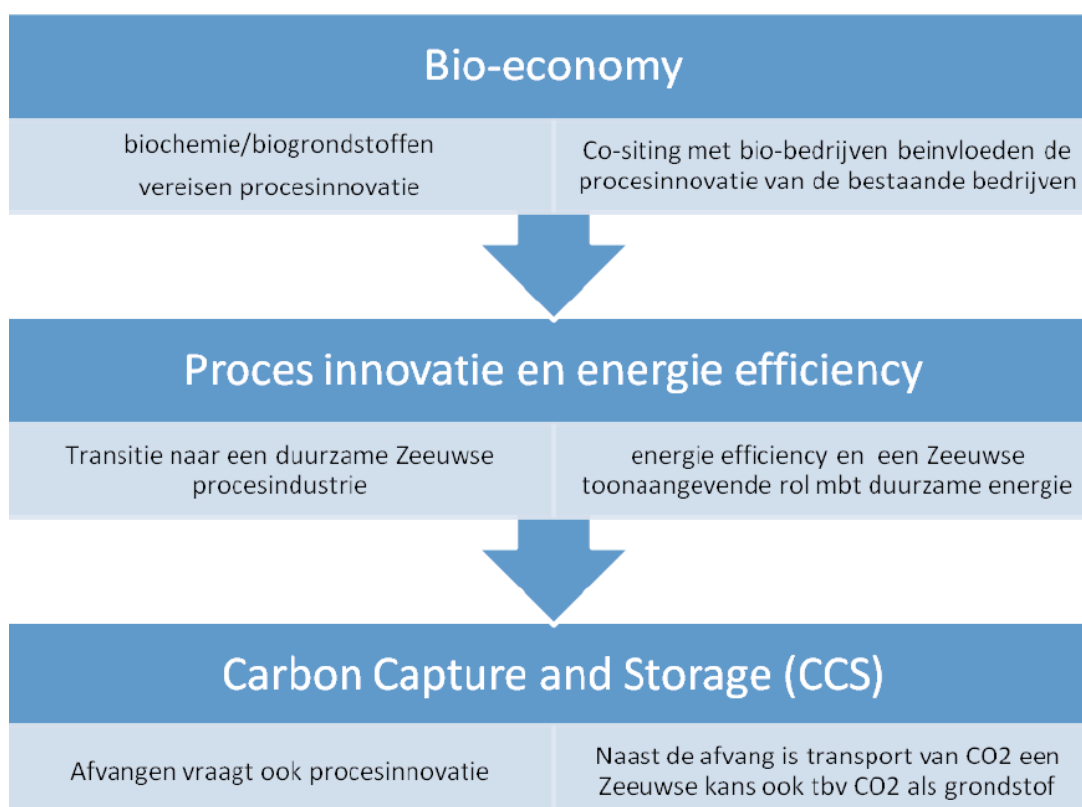 Bio-economy
biochemie/biogrondstoffen
vereisen procesinnovatie
Co-siting met bio-bedrijven beinvloeden de
procesinnovatie van de bestaande bedrijven
Proces innovatie en energie efficiency
Transitie naar een duurzame Zeeuwse
procesindustrie
energie efficiency en een Zeeuwse
toonaangevende rol mbt duurzame energie
Carbon Capture and Storage (CCS)
Afvangen vraagt ook procesinnovatie
Naast de afvang is transport van CO2 een
Zeeuwse kans ook tbv CO2 als grondstof